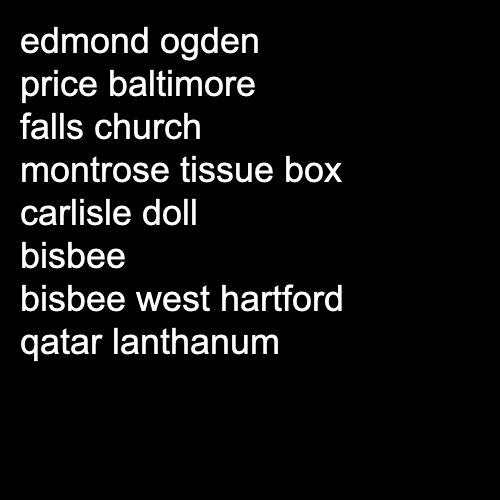 edmond ogden
price baltimore
falls church
montrose tissue box
carlisle doll
bisbee
bisbee west hartford
qatar lanthanum